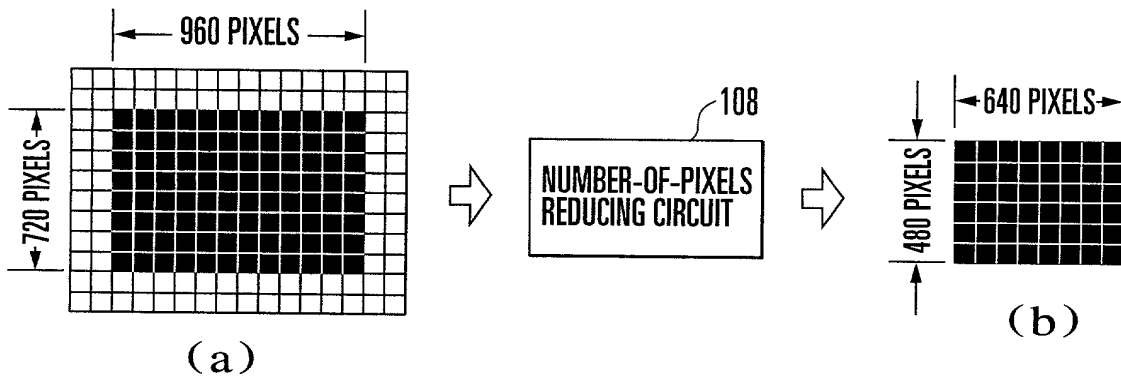 960 PIXELS
720 PIXELS
(a)
108
NUMBER-OF-PIXELS
REDUCING CIRCUIT
640 PIXELS
480 PIXELS
(b)